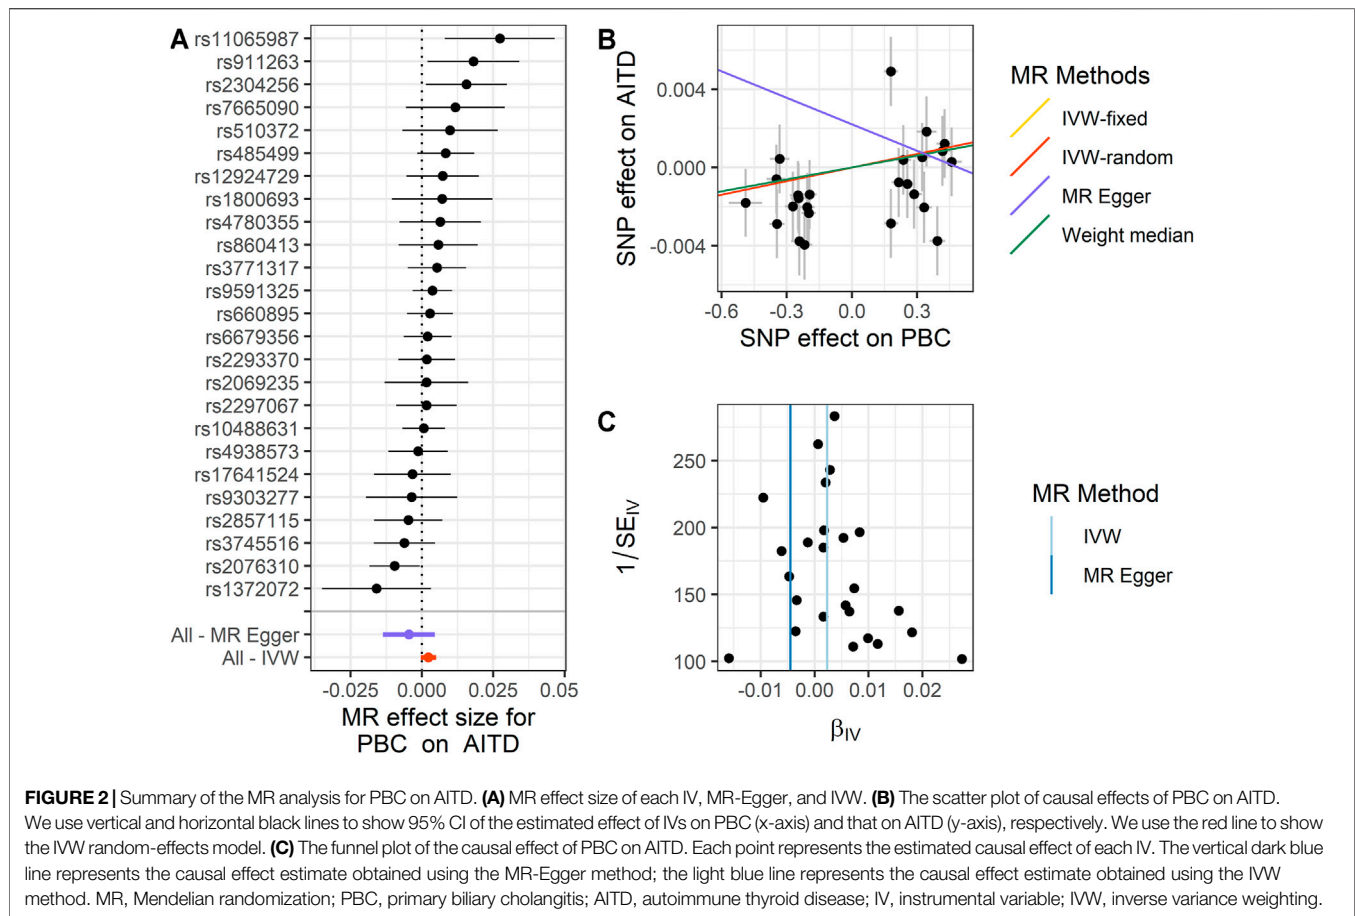 A
rs11065987
rs911263
rs2304256
rs7665090
rs510372
rs485499
rs12924729
rs1800693
rs4780355
rs860413
rs3771317
rs9591325
rs660895
rs6679356
rs2293370
rs2069235
rs2297067
rs10488631
rs4938573
rs17641524
rs9303277
rs2857115
rs3745516
rs2076310
rs1372072
All - MR Egger
All - IVW
-0.025 0.000 0.025 0.05
MR effect size for
PBC on AITD
B
SNP effect on AITD
0.004
0.000
-0.004
-0.6 -0.3 0.0 0.3
SNP effect on PBC
MR Methods
IVW-fixed
IVW-random
MR Egger
Weight median
C
1/SE_IV
250
200
150
100
-0.01 0.00 0.01 0.02
β_IV
MR Method
IVW
MR Egger
FIGURE 2 | Summary of the MR analysis for PBC on AITD. (A) MR effect size of each IV, MR-Egger, and IVW. (B) The scatter plot of causal effects of PBC on AITD.
We use vertical and horizontal black lines to show 95% CI of the estimated effect of IVs on PBC (x-axis) and that on AITD (y-axis), respectively. We use the red line to show
the IVW random-effects model. (C) The funnel plot of the causal effect of PBC on AITD. Each point represents the estimated causal effect of each IV. The vertical dark blue
line represents the causal effect estimate obtained using the MR-Egger method; the light blue line represents the causal effect estimate obtained using the IVW
method. MR, Mendelian randomization; PBC, primary biliary cholangitis; AITD, autoimmune thyroid disease; IV, instrumental variable; IVW, inverse variance weighting.